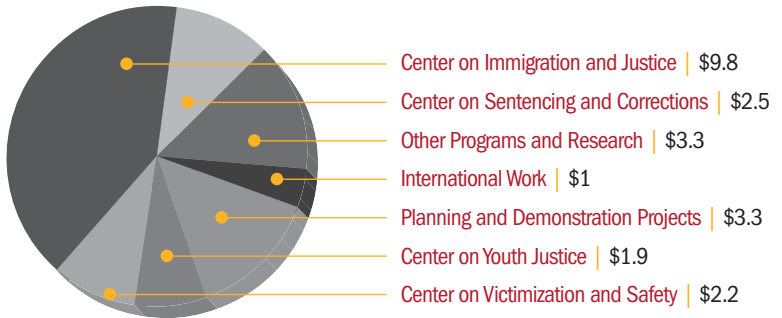 Center on Immigration and Justice | $9.8
Center on Sentencing and Corrections | $2.5
Other Programs and Research | $3.3
International Work | $1
Planning and Demonstration Projects | $3.3
Center on Youth Justice | $1.9
Center on Victimization and Safety | $2.2